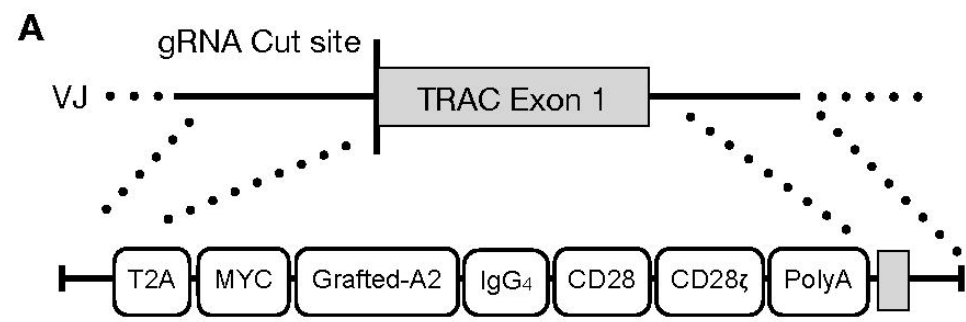 A
gRNA Cut site
VJ TRAC Exon 1
T2A MYC Grafted-A2 IgG₄ CD28 CD28ζ PolyA